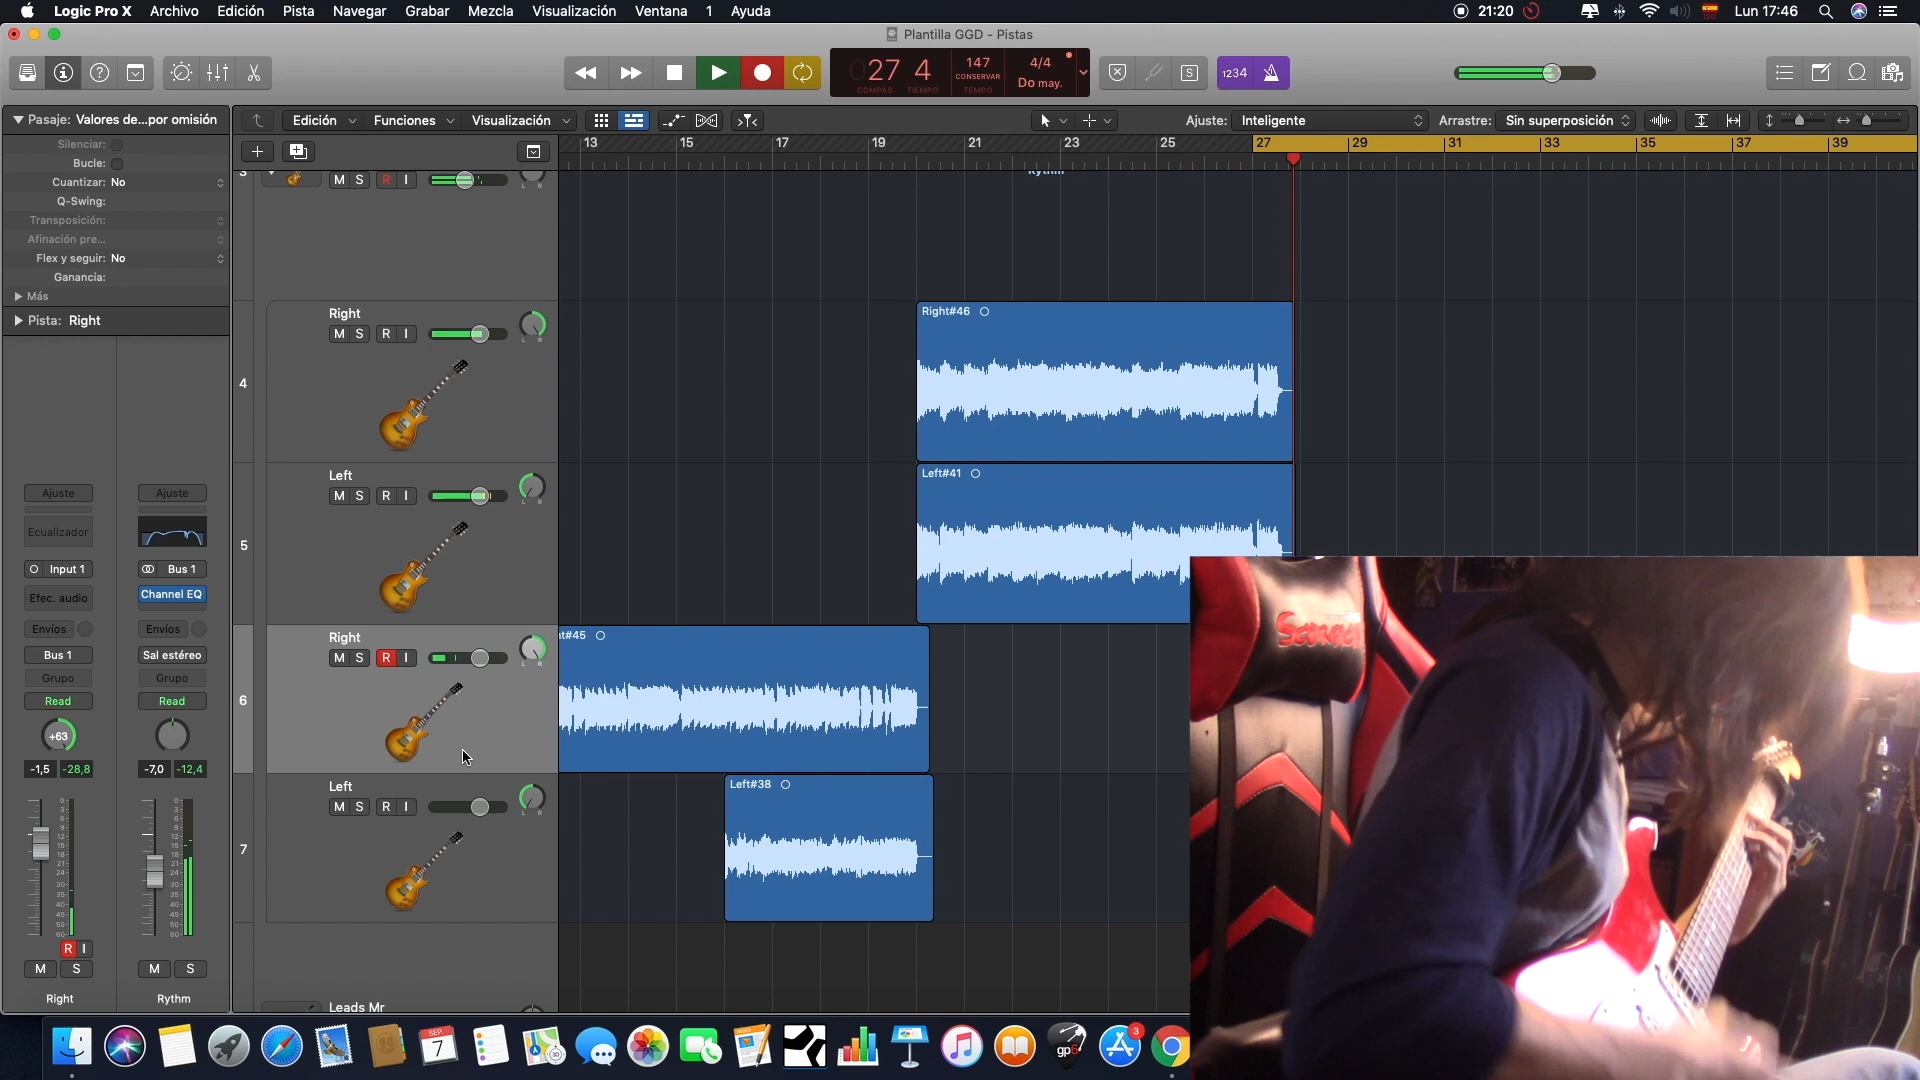 Logic Pro X Archivo Edición Pista Navegar Grabar Mezcla Visualización Ventana 1 Ayuda 21:20 Lun 17:46
Plantilla GGD - Pistas
27 4 147 4/4
CONSERVAR Do may.
COMPÁS TIEMPO TEMPO
S 1234
Pasaje: Valores de...por omisión
Edición Funciones Visualización Ajuste: Inteligente Arrastre: Sin superposición
Silenciar:
Bucle:
Cuantizar: No
Q-Swing:
Transposición:
Afinación pre...
Flex y seguir: No
Ganancia:
Más
Pista: Right
13 15 17 19 21 23 25 27 29 31 33 35 37 39
3 M S R I
Right
M S R I
L R
4
Right#46
Left
M S R I
L R
5
Left#41
Right
M S R I
L R
6
t#45
Left
M S R I
L R
7
Left#38
Leads Mr
Ajuste Ajuste
Ecualizador
Input 1 Bus 1
Efec. audio Channel EQ
Envíos Envíos
Bus 1 Sal estéreo
Grupo Grupo
Read Read
+63
-1,5 -28,8 -7,0 -12,4
R I
M S M S
Right Rythm
SEP.
7
gp6
3